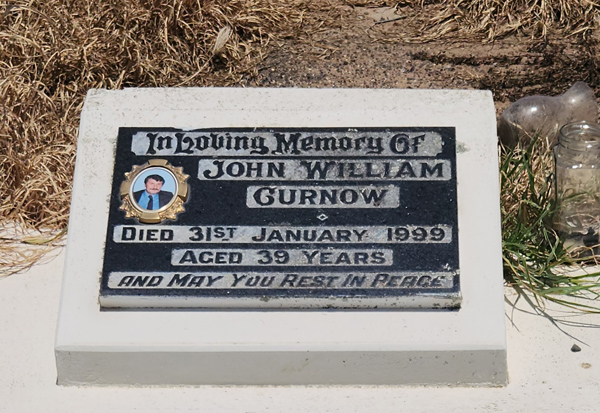 In Loving Memory Of
JOHN WILLIAM
GURNOW
DIED 31ST JANUARY 1999
AGED 39 YEARS
AND MAY YOU REST IN PEACE